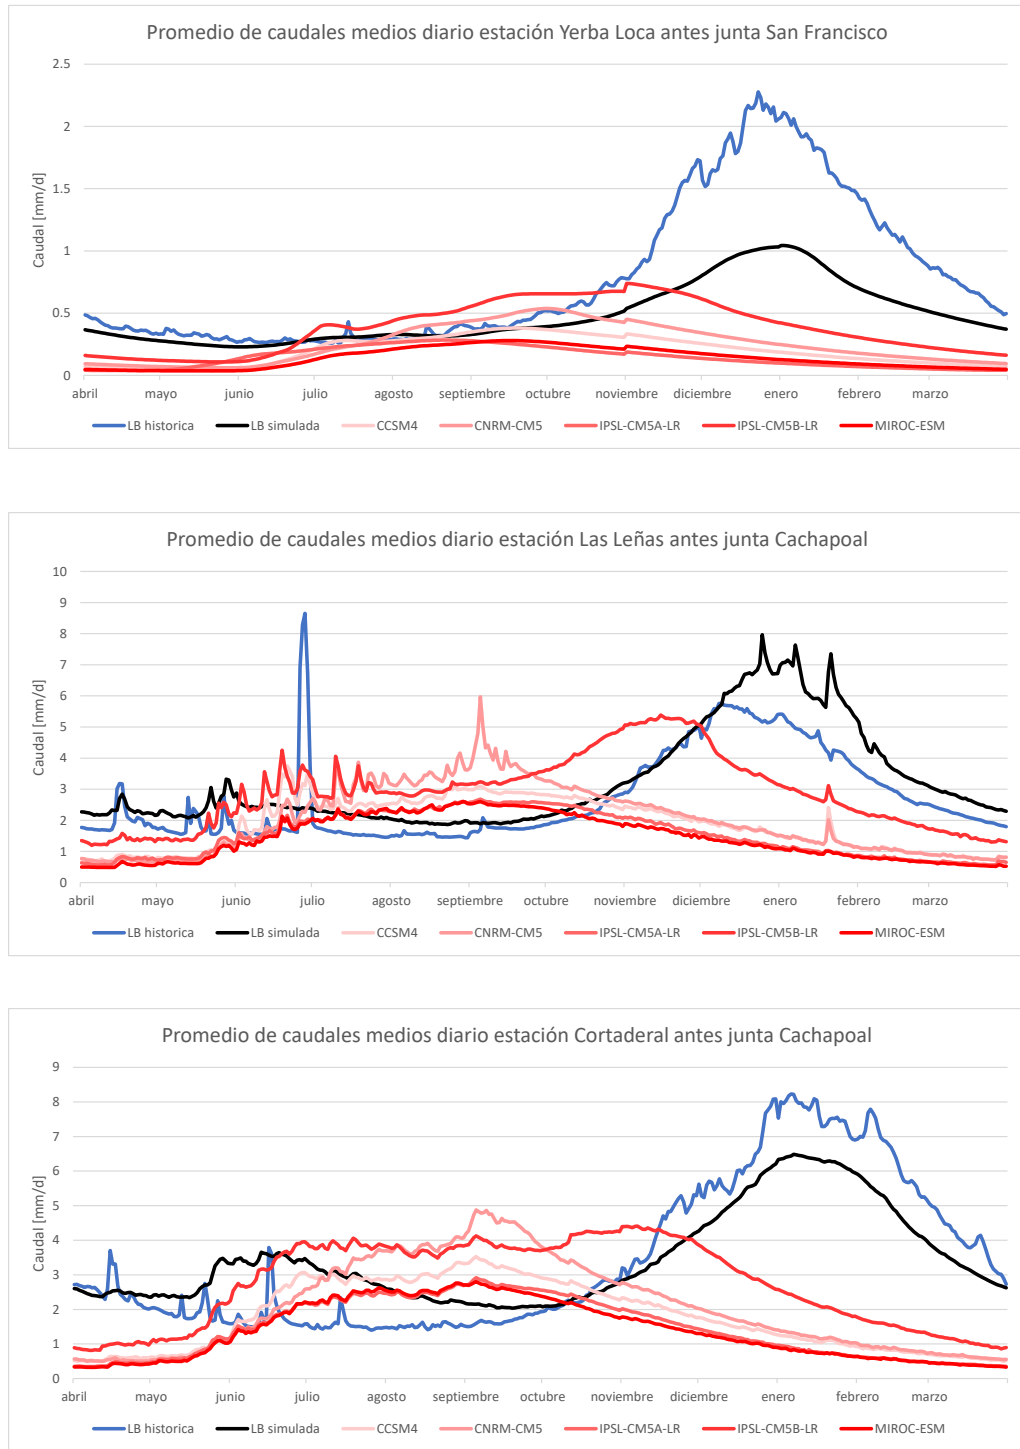 Promedio de caudales medios diario estación Yerba Loca antes junta San Francisco
2.5
2
1.5
1
0.5
0
Caudal [mm/d]
abril mayo junio julio agosto septiembre octubre noviembre diciembre enero febrero marzo
LB historica LB simulada CCSM4 CNRM-CM5 IPSL-CM5A-LR IPSL-CM5B-LR MIROC-ESM
Promedio de caudales medios diario estación Las Leñas antes junta Cachapoal
10
9
8
7
6
5
4
3
2
1
0
Caudal [mm/d]
abril mayo junio julio agosto septiembre octubre noviembre diciembre enero febrero marzo
LB historica LB simulada CCSM4 CNRM-CM5 IPSL-CM5A-LR IPSL-CM5B-LR MIROC-ESM
Promedio de caudales medios diario estación Cortaderal antes junta Cachapoal
9
8
7
6
5
4
3
2
1
0
Caudal [mm/d]
abril mayo junio julio agosto septiembre octubre noviembre diciembre enero febrero marzo
LB historica LB simulada CCSM4 CNRM-CM5 IPSL-CM5A-LR IPSL-CM5B-LR MIROC-ESM